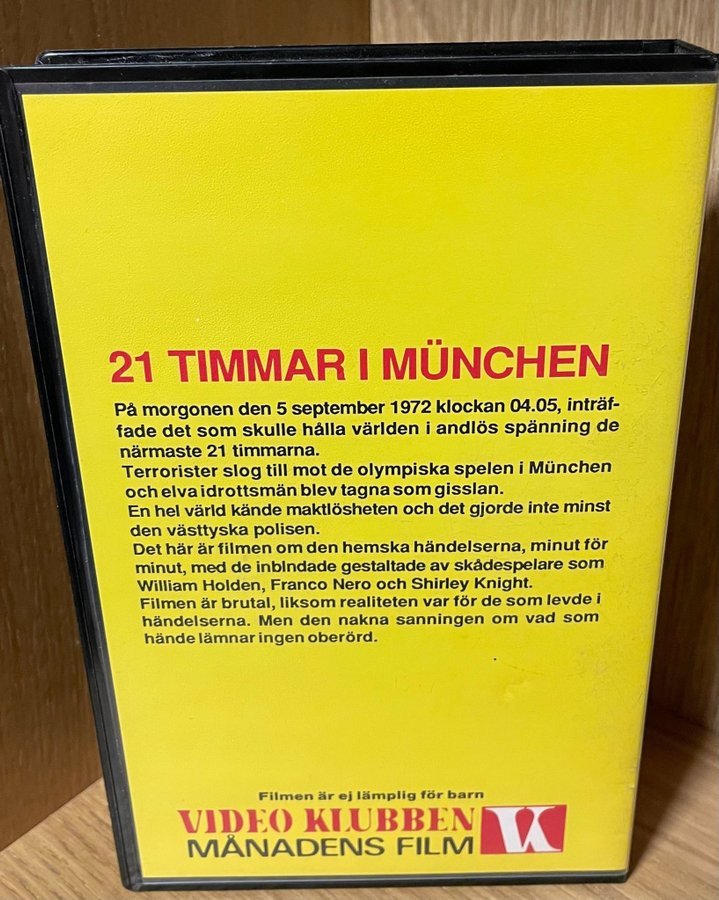 21 TIMMAR I MÜNCHEN
På morgonen den 5 september 1972 klockan 04.05, inträf-
fade det som skulle hålla världen i andlös spänning de
närmaste 21 timmarna.
Terrorister slog till mot de olympiska spelen i München
och elva idrottsmän blev tagna som gisslan.
En hel värld kände maktlösheten och det gjorde inte minst
den västtyska polisen.
Det här är filmen om den hemska händelserna, minut för
minut, med de inblndade gestaltade av skådespelare som
William Holden, Franco Nero och Shirley Knight.
Filmen är brutal, liksom realiteten var för de som levde i
händelserna. Men den nakna sanningen om vad som
hände lämnar ingen oberörd.
Filmen är ej lämplig för barn
VIDEO KLUBBEN VK
MÅNADENS FILM